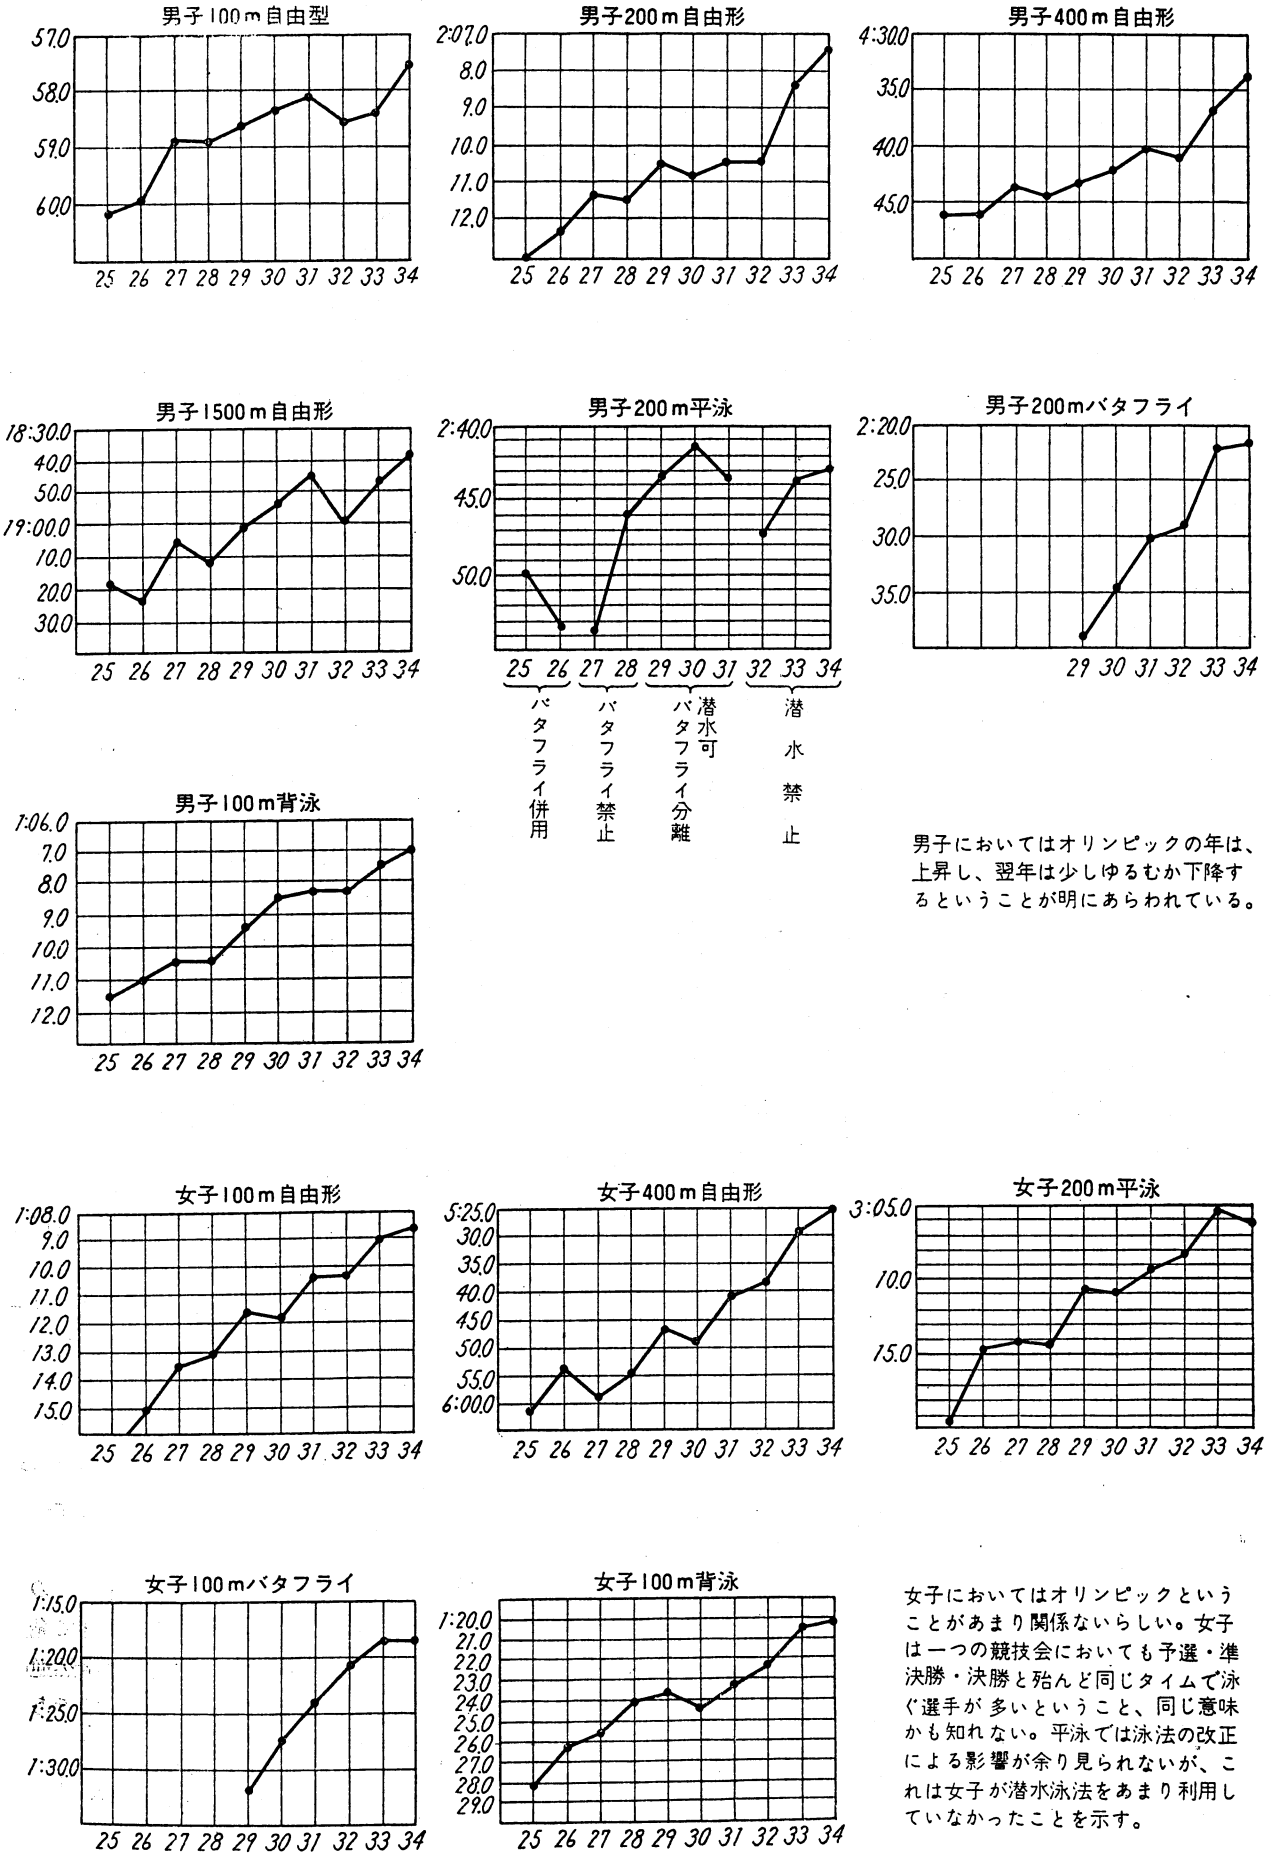 男子100m自由型
57.0
58.0
59.0
60.0
25 26 27 28 29 30 31 32 33 34
男子200m自由形
2:07.0
8.0
9.0
10.0
11.0
12.0
25 26 27 28 29 30 31 32 33 34
男子400m自由形
4:30.0
35.0
40.0
45.0
25 26 27 28 29 30 31 32 33 34
男子1500m自由形
18:30.0
40.0
50.0
19:00.0
10.0
20.0
30.0
25 26 27 28 29 30 31 32 33 34
男子200m平泳
2:40.0
45.0
50.0
25 26 27 28 29 30 31 32 33 34
バタフライ併用
バタフライ禁止
潜水可
バタフライ分離
潜水禁止
男子200mバタフライ
2:20.0
25.0
30.0
35.0
29 30 31 32 33 34
男子100m背泳
1:06.0
7.0
8.0
9.0
10.0
11.0
12.0
25 26 27 28 29 30 31 32 33 34
男子においてはオリンピックの年は、
上昇し、翌年は少しゆるむか下降す
るということが明にあらわれている。
女子100m自由形
1:08.0
9.0
10.0
11.0
12.0
13.0
14.0
15.0
25 26 27 28 29 30 31 32 33 34
女子400m自由形
5:25.0
30.0
35.0
40.0
45.0
50.0
55.0
6:00.0
25 26 27 28 29 30 31 32 33 34
女子200m平泳
3:05.0
10.0
15.0
25 26 27 28 29 30 31 32 33 34
女子100mバタフライ
1:15.0
1:20.0
1:25.0
1:30.0
25 26 27 28 29 30 31 32 33 34
女子100m背泳
1:20.0
21.0
22.0
23.0
24.0
25.0
26.0
27.0
28.0
29.0
25 26 27 28 29 30 31 32 33 34
女子においてはオリンピックという
ことがあまり関係ないらしい。女子
は一つの競技会においても予選・準
決勝・決勝と殆んど同じタイムで泳
ぐ選手が多いということ、同じ意味
かも知れない。平泳では泳法の改正
による影響が余り見られないが、こ
れは女子が潜水泳法をあまり利用し
ていなかったことを示す。